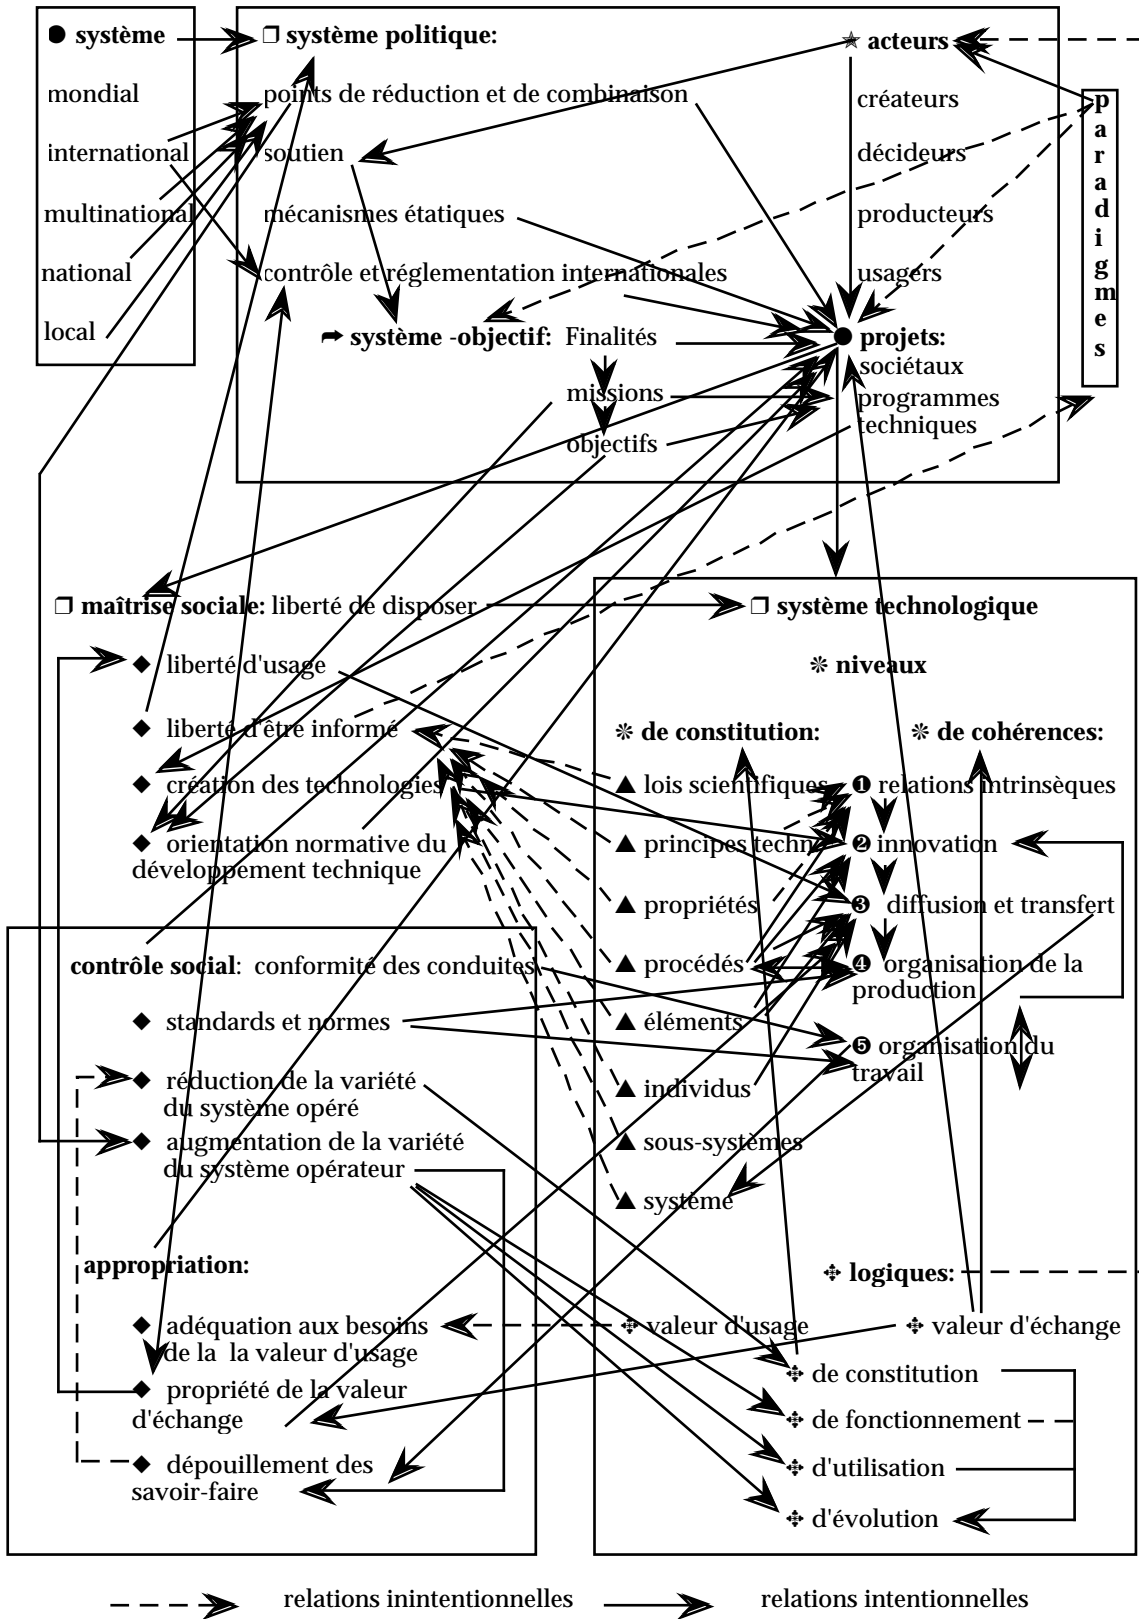 ● système
mondial
international
multinational
national
local
❒ système politique:
points de réduction et de combinaison
soutien
mécanismes étatiques
contrôle et réglementation internationales
➦ système -objectif: Finalités
missions
objectifs
✭ acteurs
créateurs
décideurs
producteurs
usagers
● projets:
sociétaux
programmes
techniques
paradigmes
❒ maîtrise sociale: liberté de disposer
◆ liberté d'usage
◆ liberté d'être informé
◆ création des technologies
◆ orientation normative du
développement technique
contrôle social: conformité des conduites
◆ standards et normes
◆ réduction de la variété
du système opéré
◆ augmentation de la variété
du système opérateur
appropriation:
◆ adéquation aux besoins
de la la valeur d'usage
◆ propriété de la valeur
d'échange
◆ dépouillement des
savoir-faire
❒ système technologique
❊ niveaux
❊ de constitution:
▲ lois scientifiques
▲ principes techn
▲ propriétés
▲ procédés
▲ éléments
▲ individus
▲ sous-systèmes
▲ système
❊ de cohérences:
❶ relations intrinsèques
❷ innovation
❸ diffusion et transfert
❹ organisation de la
production
❺ organisation du
travail
✥ logiques:
✥ valeur d'usage
✥ valeur d'échange
✥ de constitution
✥ de fonctionnement
✥ d'utilisation
✥ d'évolution
relations inintentionnelles
relations intentionnelles